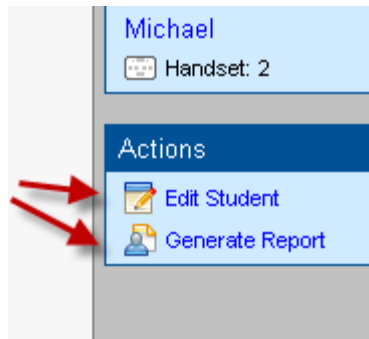 Michael
Handset: 2
Actions
Edit Student
Generate Report